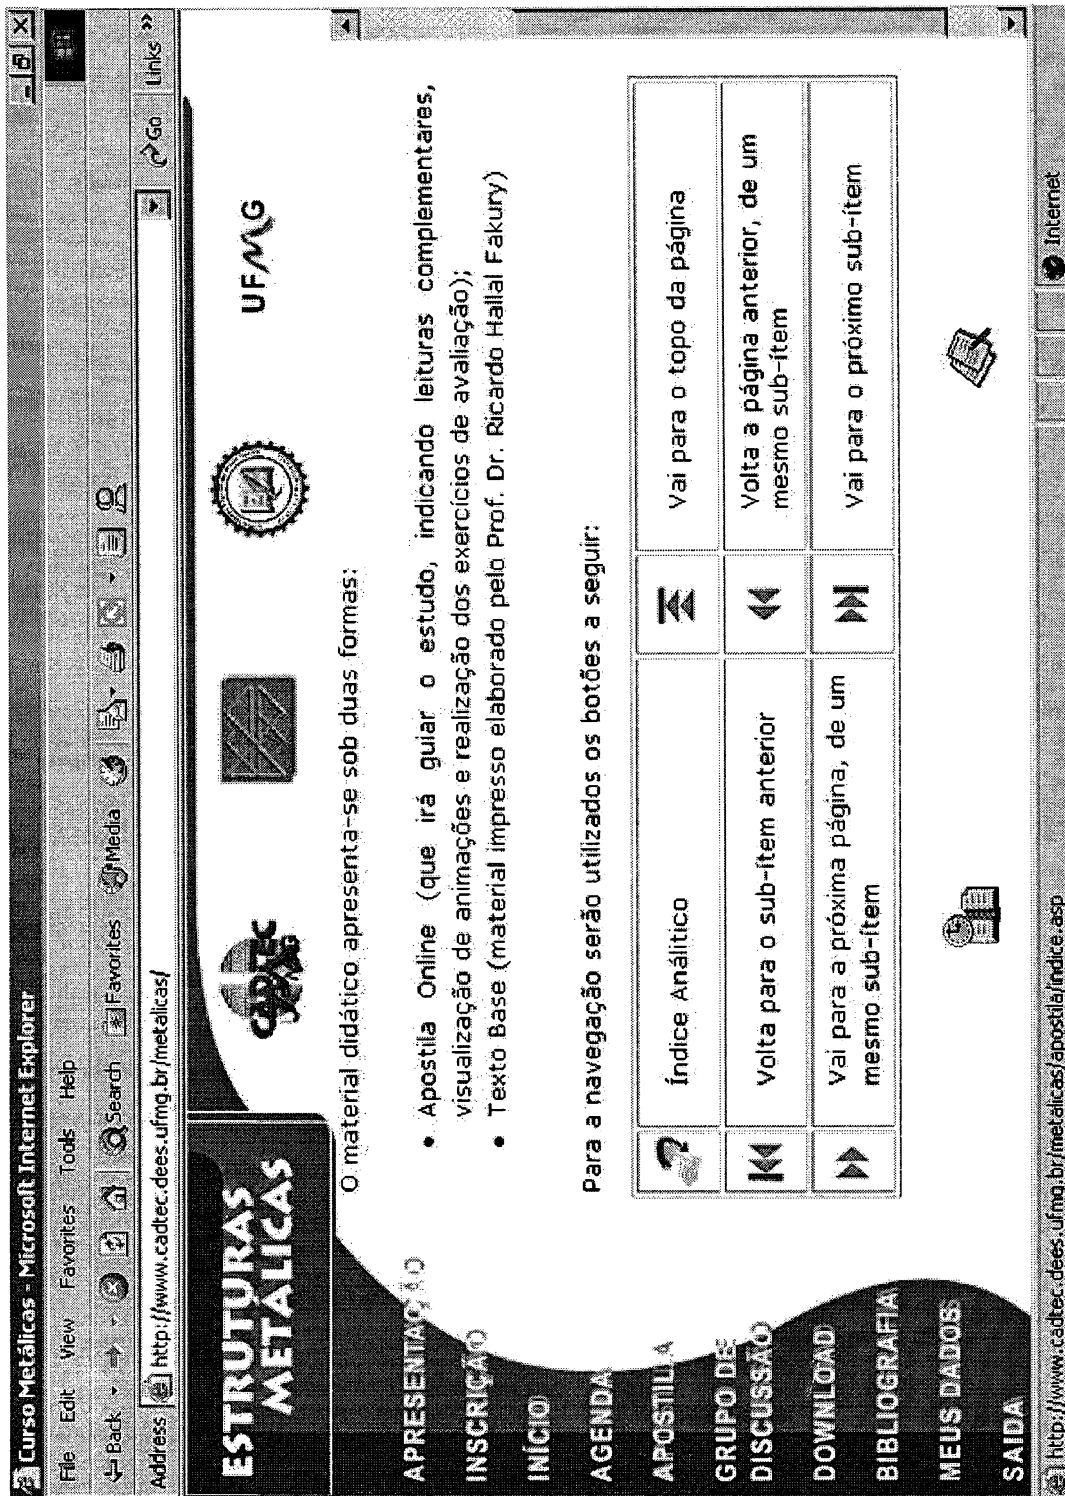 Curso Metálicas - Microsoft Internet Explorer
File Edit View Favorites Tools Help
Back Search Favorites Media
Address http://www.cadtec.dees.ufmg.br/metalicas/ Go Links »
ESTRUTURAS
METÁLICAS
CADTEC
UFMG
APRESENTAÇÃO
INSCRIÇÃO
INÍCIO
AGENDA
APOSTILA
GRUPO DE
DISCUSSÃO
DOWNLOAD
BIBLIOGRAFIA
MEUS DADOS
SAIDA
O material didático apresenta-se sob duas formas:
• Apostila Online (que irá guiar o estudo, indicando leituras complementares,
visualização de animações e realização dos exercícios de avaliação);
• Texto Base (material impresso elaborado pelo Prof. Dr. Ricardo Hallal Fakury)
Para a navegação serão utilizados os botões a seguir:
Índice Análitico
Vai para o topo da página
Volta para o sub-ítem anterior
Volta a página anterior, de um
mesmo sub-ítem
Vai para a próxima página, de um
mesmo sub-ítem
Vai para o próximo sub-ítem
http://www.cadtec.dees.ufmg.br/metalicas/apostila/indice.asp Internet